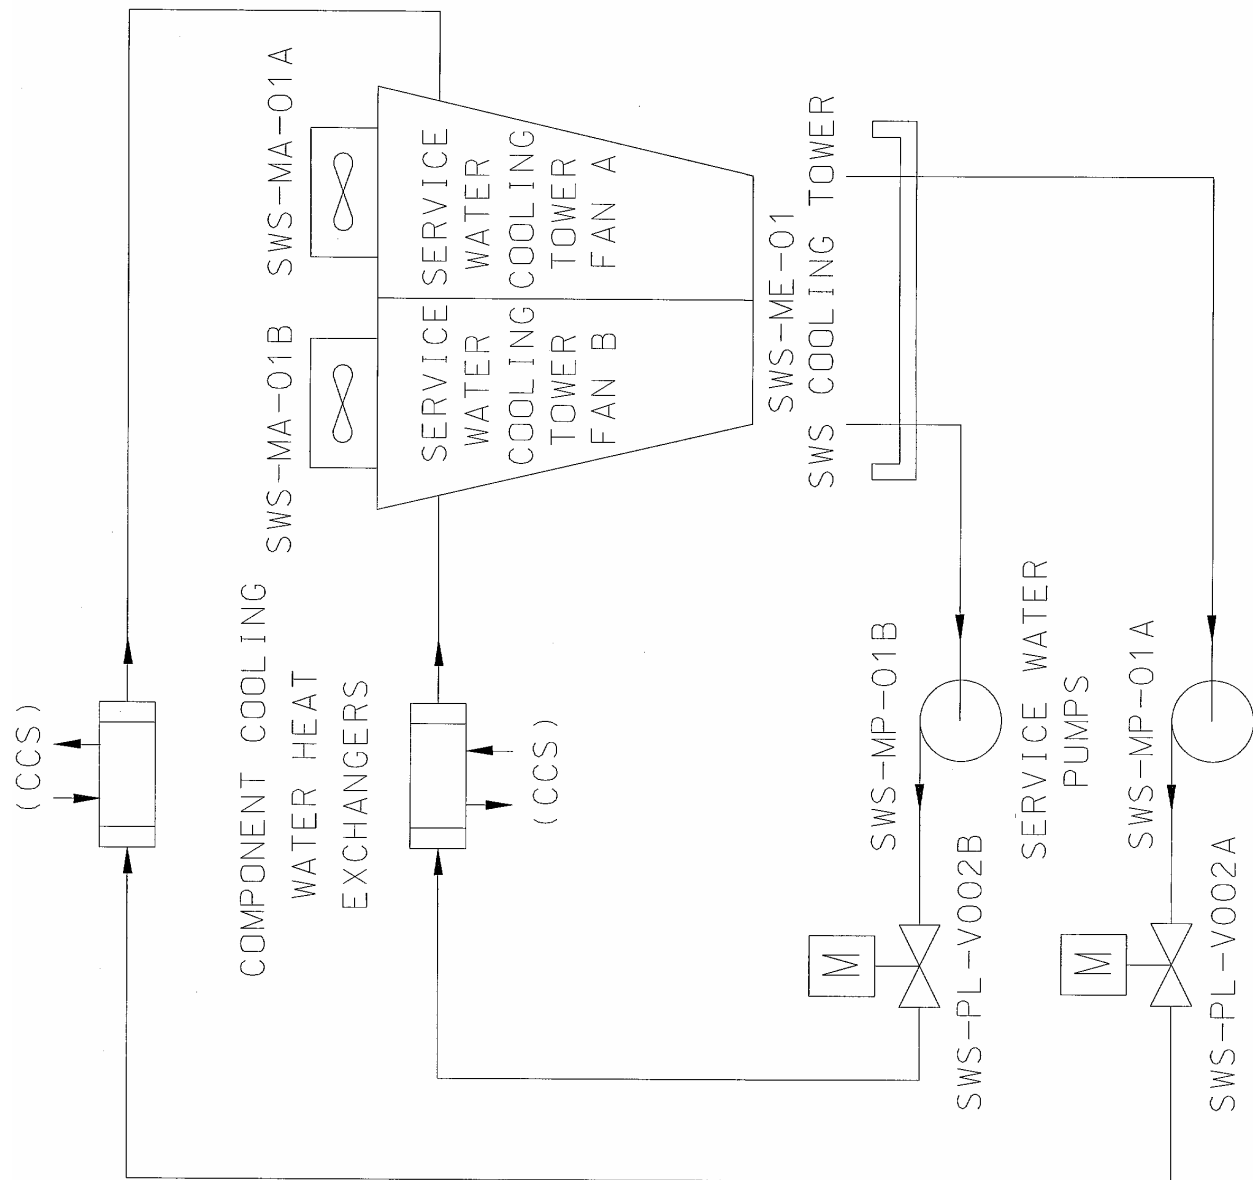 (CCS)
COMPONENT COOLING
WATER HEAT
EXCHANGERS
(CCS)
SWS-MA-01B
SWS-MA-01A
SERVICE
WATER
COOLING
TOWER
FAN B
SERVICE
WATER
COOLING
TOWER
FAN A
SWS-ME-01
SWS COOLING TOWER
M
SWS-MP-01B
SWS-PL-V002B
SERVICE WATER
PUMPS
M
SWS-MP-01A
SWS-PL-V002A